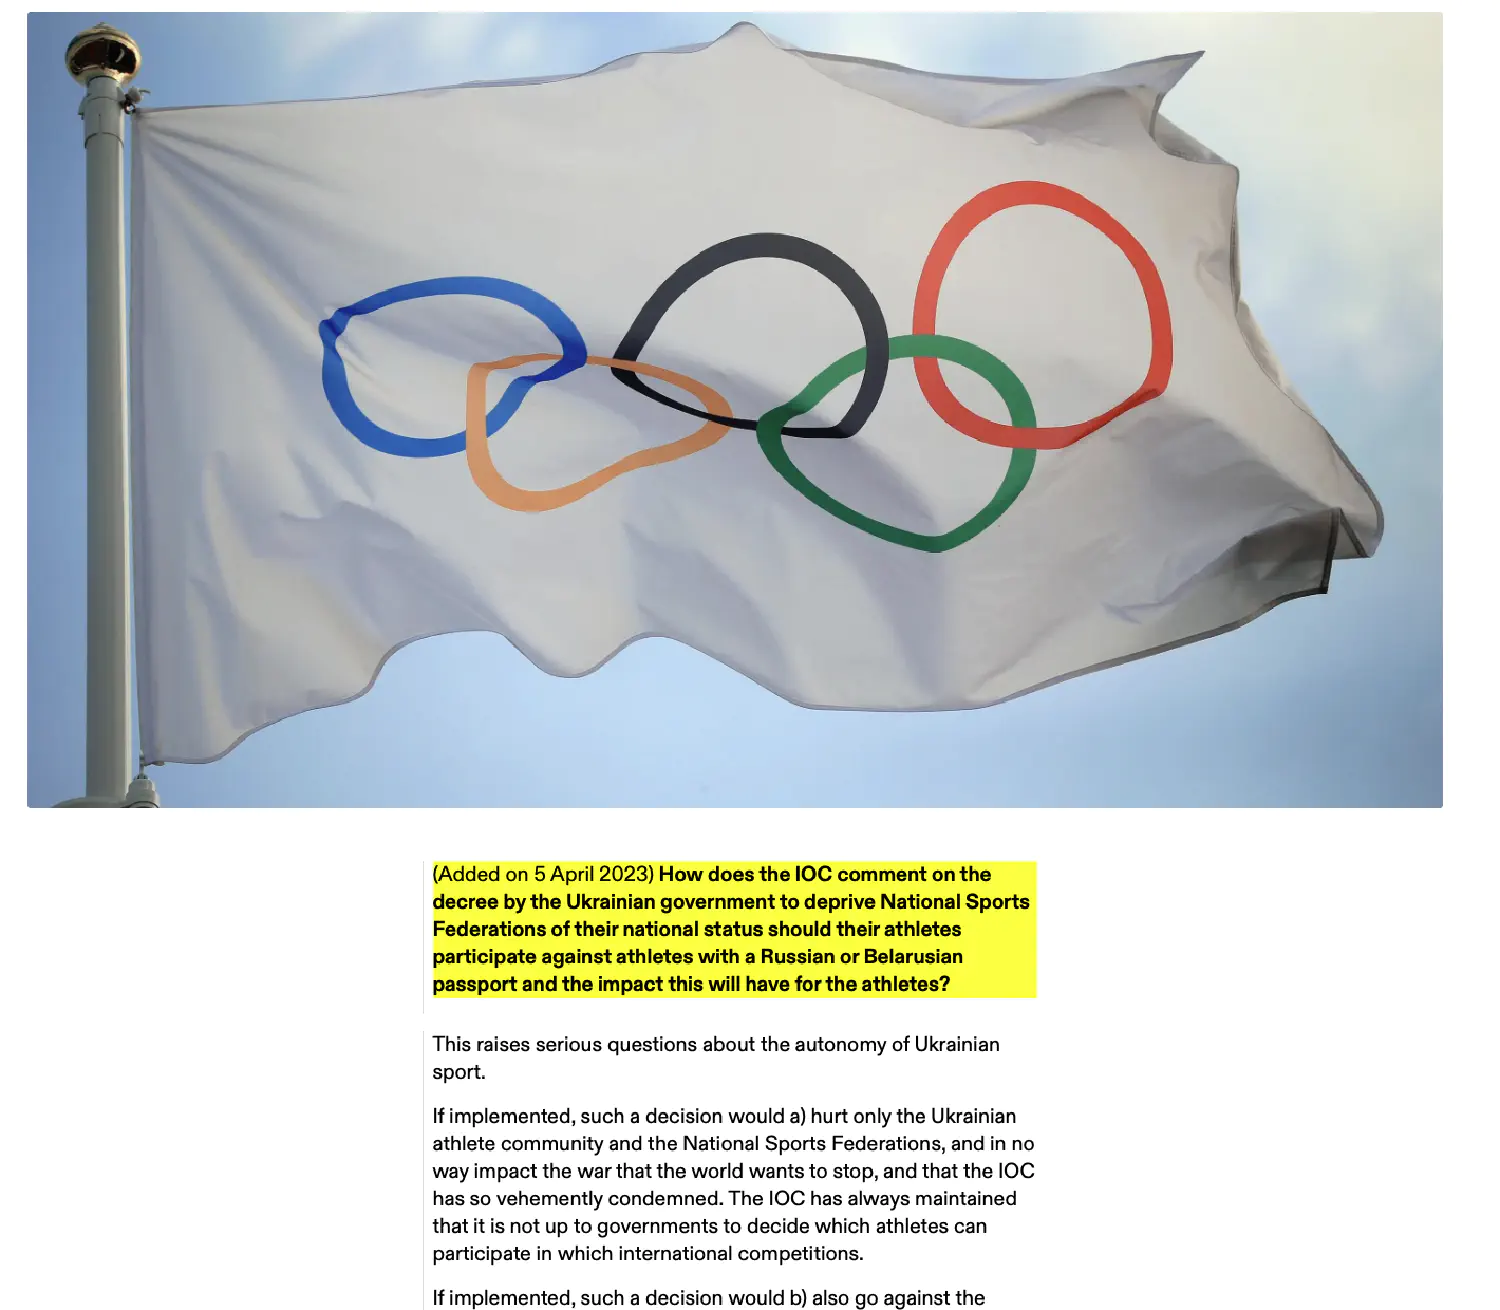 (Added on 5 April 2023) How does the IOC comment on the
decree by the Ukrainian government to deprive National Sports
Federations of their national status should their athletes
participate against athletes with a Russian or Belarusian
passport and the impact this will have for the athletes?
This raises serious questions about the autonomy of Ukrainian
sport.
If implemented, such a decision would a) hurt only the Ukrainian
athlete community and the National Sports Federations, and in no
way impact the war that the world wants to stop, and that the IOC
has so vehemently condemned. The IOC has always maintained
that it is not up to governments to decide which athletes can
participate in which international competitions.
If implemented, such a decision would b) also go against the